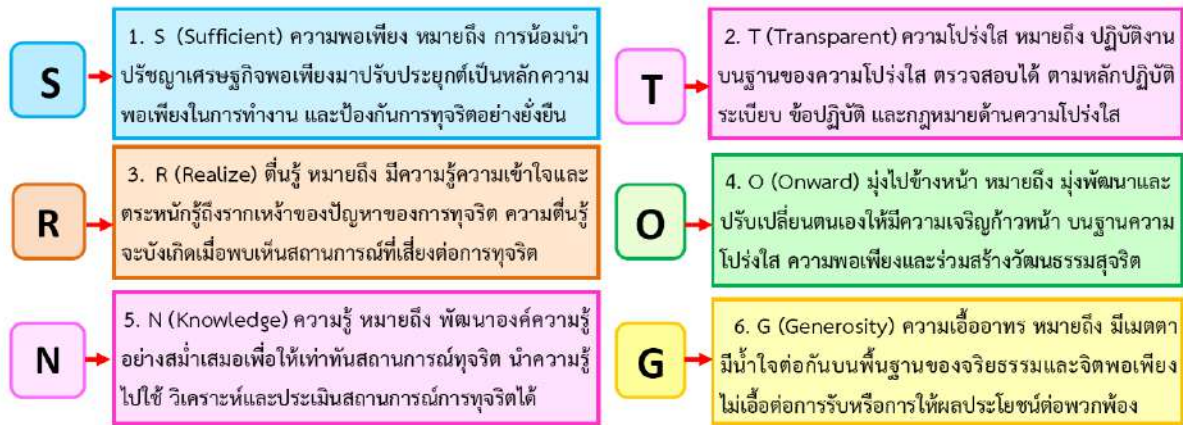 S
1. S (Sufficient) ความพอเพียง หมายถึง การน้อมนำ
ปรัชญาเศรษฐกิจพอเพียงมาปรับประยุกต์เป็นหลักความ
พอเพียงในการทำงาน และป้องกันการทุจริตอย่างยั่งยืน
T
2. T (Transparent) ความโปร่งใส หมายถึง ปฏิบัติงาน
บนฐานของความโปร่งใส ตรวจสอบได้ ตามหลักปฏิบัติ
ระเบียบ ข้อปฏิบัติ และกฎหมายด้านความโปร่งใส
R
3. R (Realize) ตื่นรู้ หมายถึง มีความรู้ความเข้าใจและ
ตระหนักรู้ถึงรากเหง้าของปัญหาของการทุจริต ความตื่นรู้
จะบังเกิดเมื่อพบเห็นสถานการณ์ที่เสี่ยงต่อการทุจริต
O
4. O (Onward) มุ่งไปข้างหน้า หมายถึง มุ่งพัฒนาและ
ปรับเปลี่ยนตนเองให้มีความเจริญก้าวหน้า บนฐานความ
โปร่งใส ความพอเพียงและร่วมสร้างวัฒนธรรมสุจริต
N
5. N (Knowledge) ความรู้ หมายถึง พัฒนาองค์ความรู้
อย่างสม่ำเสมอเพื่อให้เท่าทันสถานการณ์ทุจริต นำความรู้
ไปใช้ วิเคราะห์และประเมินสถานการณ์การทุจริตได้
G
6. G (Generosity) ความเอื้ออาทร หมายถึง มีเมตตา
มีน้ำใจต่อกันบนพื้นฐานของจริยธรรมและจิตพอเพียง
ไม่เอื้อต่อการรับหรือการให้ผลประโยชน์ต่อพวกพ้อง